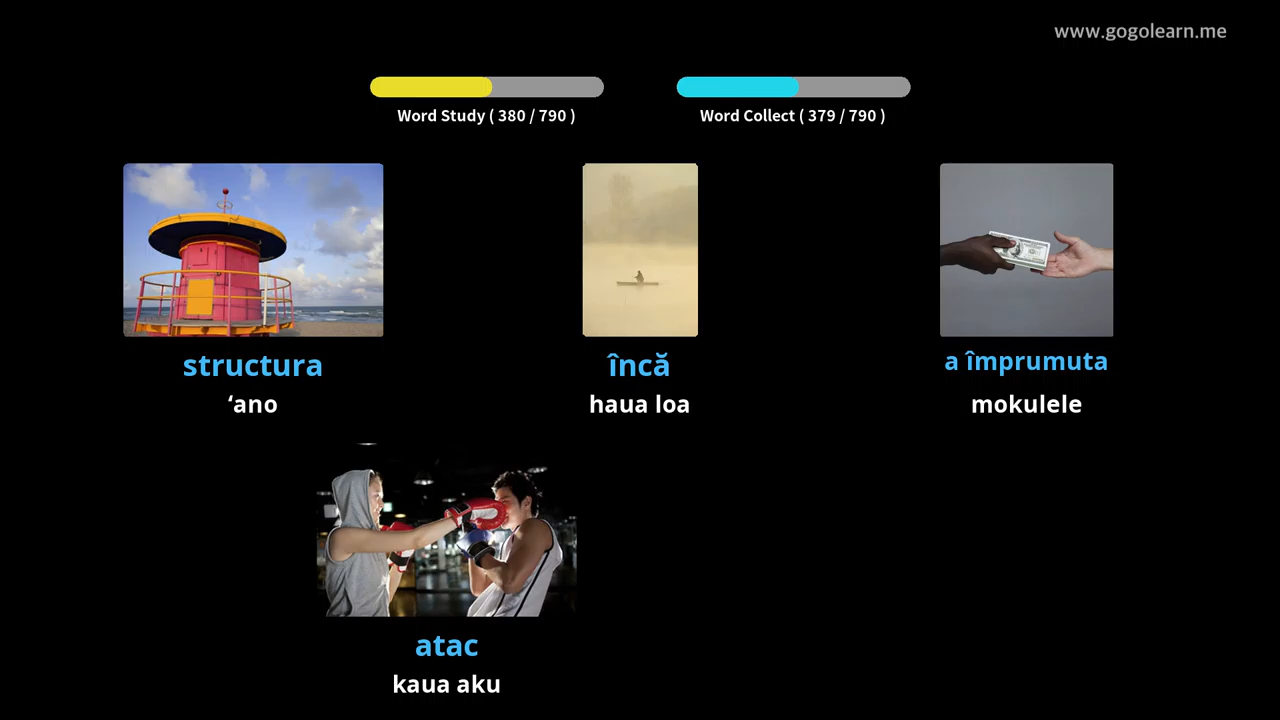 www.gogolearn.me
Word Study ( 380 / 790 )
Word Collect ( 379 / 790 )
structura
ʻano
încă
haua loa
a împrumuta
mokulele
atac
kaua aku